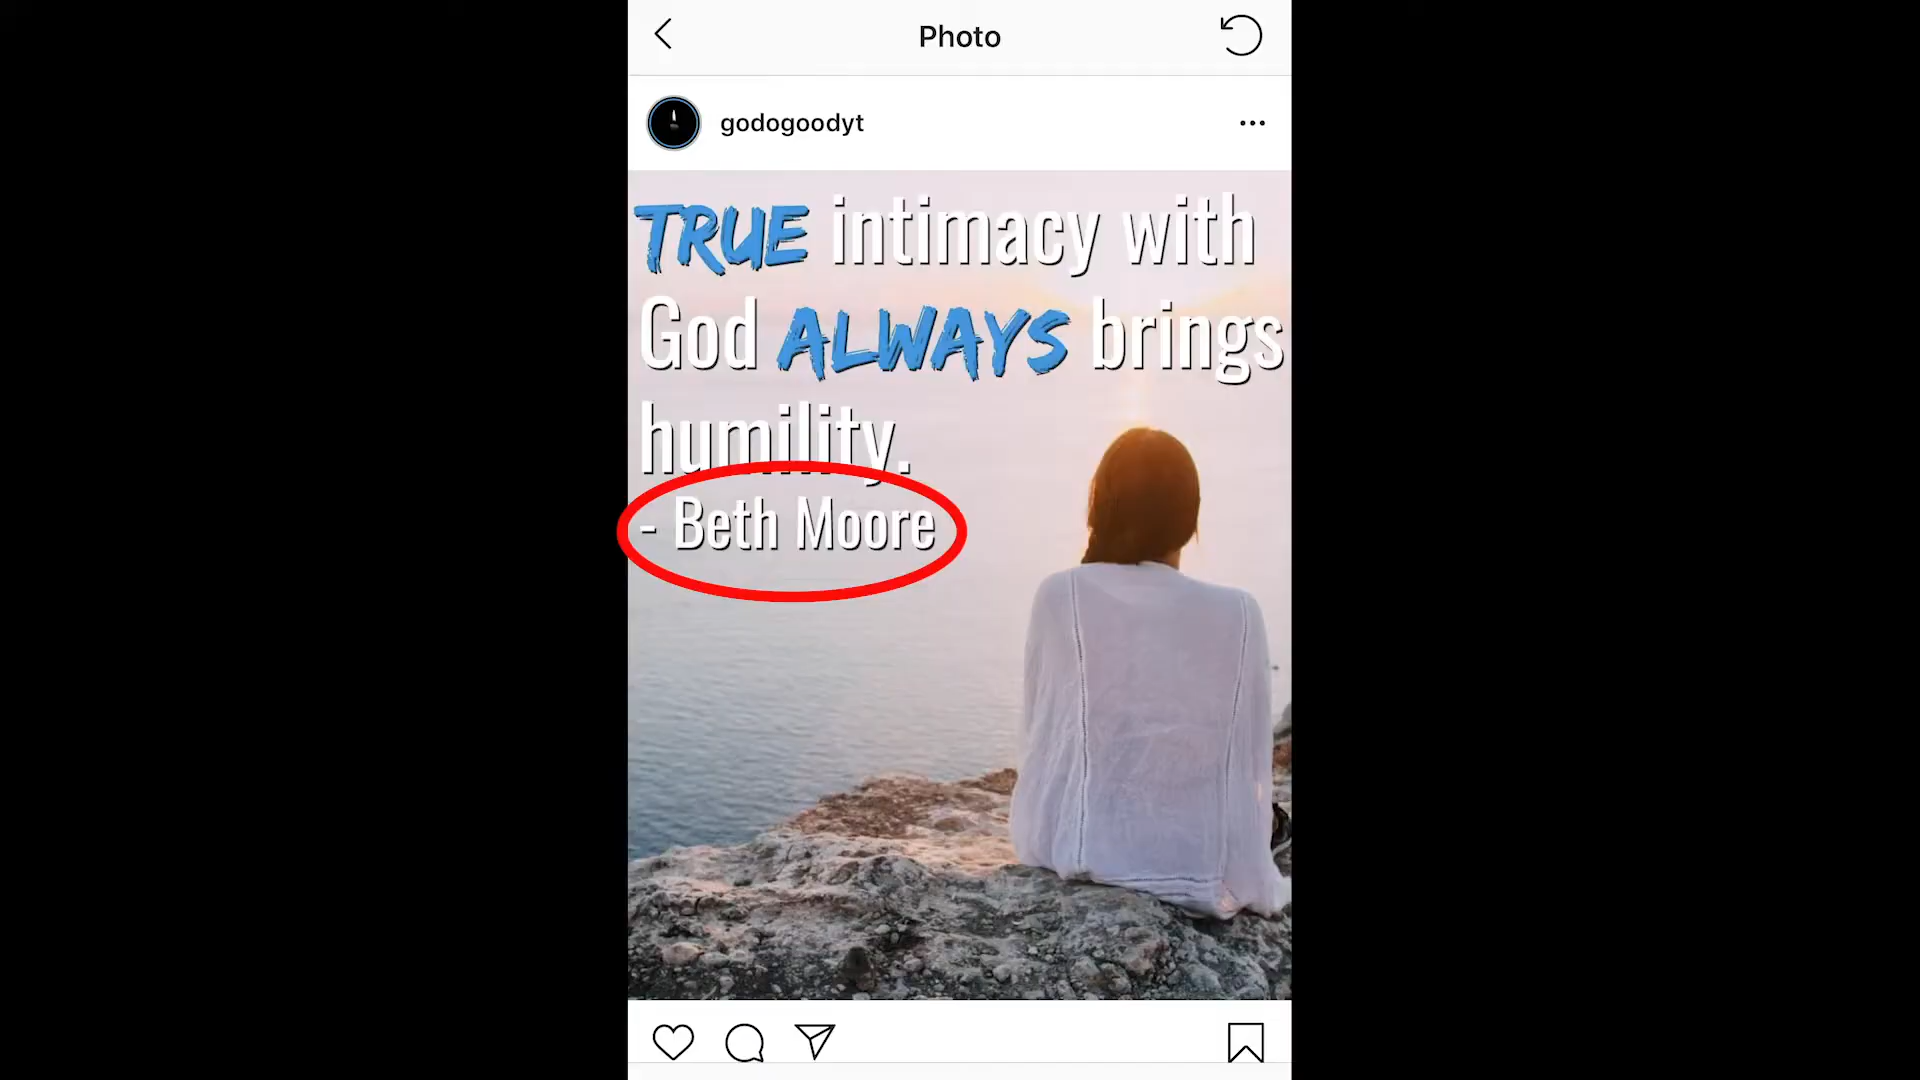 Photo
godogoodyt
TRUE intimacy with
God ALWAYS brings
humility.
- Beth Moore